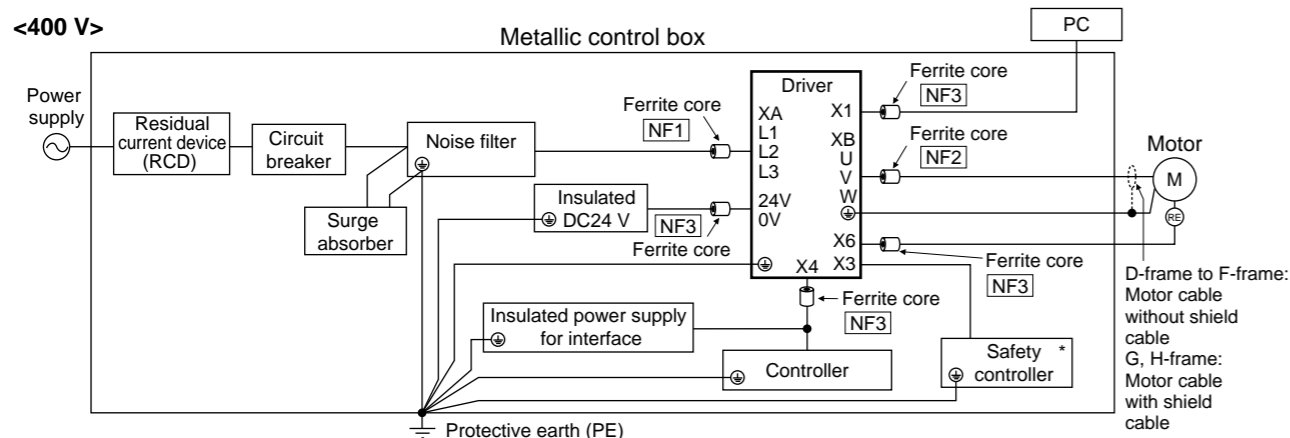 <400 V>
Metallic control box
PC
Power
supply
Residual
current device
(RCD)
Circuit
breaker
Noise filter
Surge
absorber
Ferrite core
NF1
Insulated
DC24 V
NF3
Ferrite core
Driver
XA
L1
L2
L3
24V
0V
X1
XB
U
V
W
X6
X3
X4
Ferrite core
NF3
Ferrite core
NF2
Motor
M
RE
Ferrite core
NF3
Ferrite core
NF3
Insulated power supply
for interface
Controller
Safety *
controller
D-frame to F-frame:
Motor cable
without shield
cable
G, H-frame:
Motor cable
with shield
cable
Protective earth (PE)